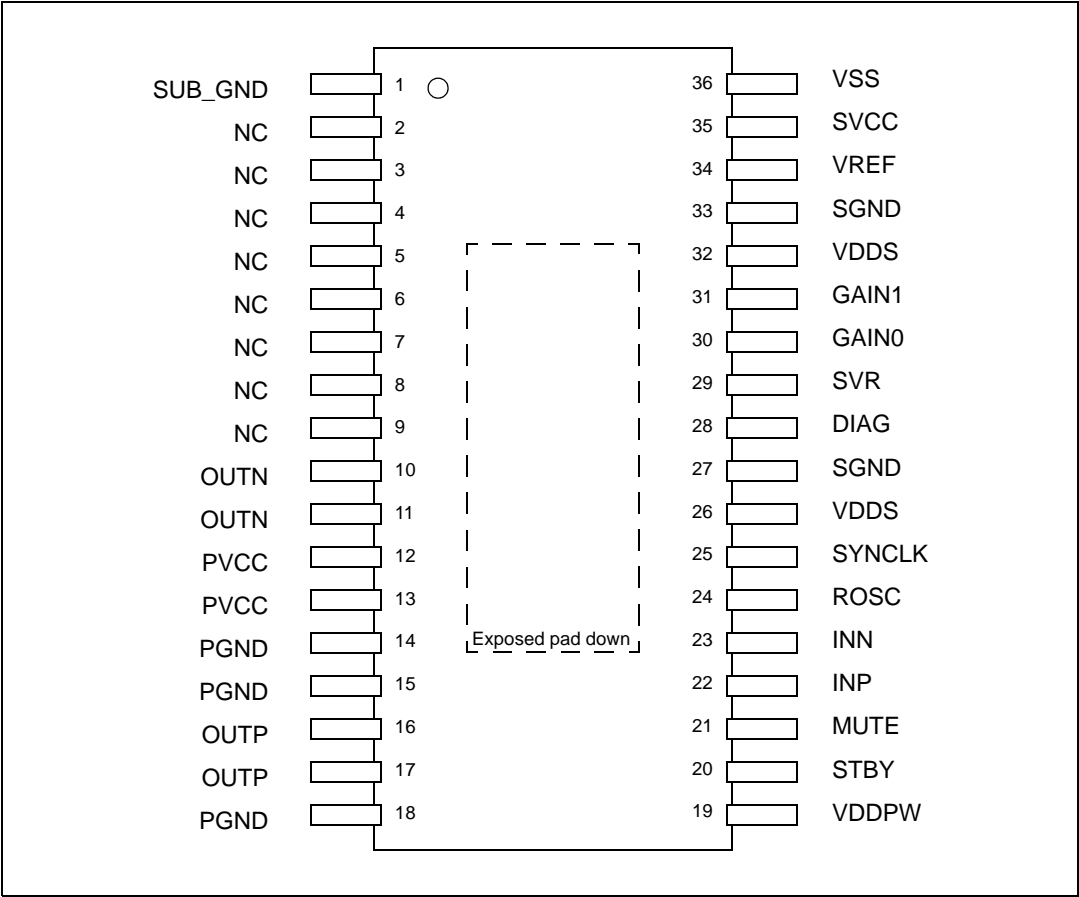 SUB_GND 1 36 VSS
NC 2 35 SVCC
NC 3 34 VREF
NC 4 33 SGND
NC 5 32 VDDS
NC 6 31 GAIN1
NC 7 30 GAIN0
NC 8 29 SVR
NC 9 28 DIAG
OUTN 10 27 SGND
OUTN 11 26 VDDS
PVCC 12 25 SYNCLK
PVCC 13 24 ROSC
PGND 14 Exposed pad down 23 INN
PGND 15 22 INP
OUTP 16 21 MUTE
OUTP 17 20 STBY
PGND 18 19 VDDPW